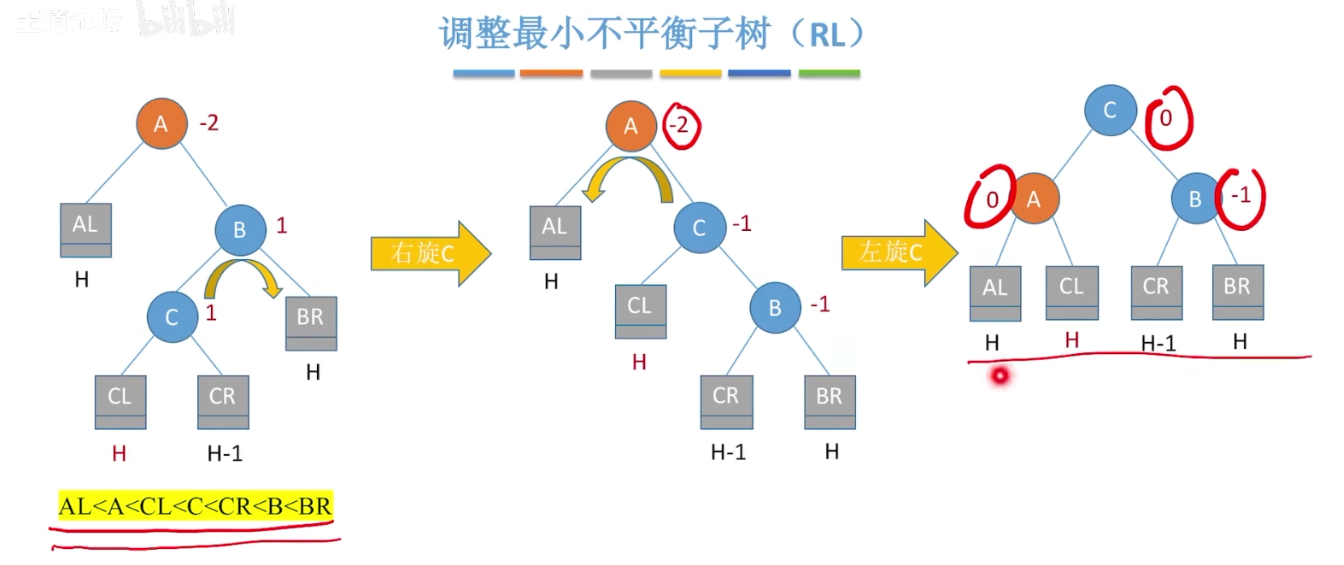 王道论坛 bilibili
调整最小不平衡子树（RL）
A -2
AL
H
B 1
C 1
BR
H
CL
H
CR
H-1
AL<A<CL<C<CR<B<BR
右旋C
A -2
AL
H
C -1
CL
H
B -1
CR
H-1
BR
H
左旋C
C 0
0 A
B -1
AL CL CR BR
H H H-1 H